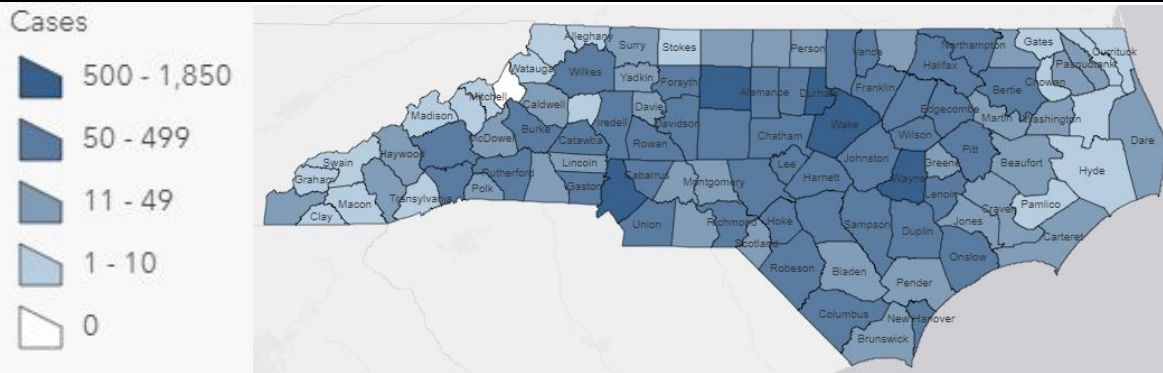 Cases
500 - 1,850
50 - 499
11 - 49
1 - 10
0
Alleghany
Surry
Stokes
Person
Vance
Northampton
Gates
Currituck
Watauga
Wilkes
Yadkin
Forsyth
Alamance
Durham
Franklin
Halifax
Bertie
Chowan
Pasquotank
Mitchell
Madison
Caldwell
Davie
Iredell
Davidson
Wake
Edgecombe
Martin
Washington
Dare
McDowell
Burke
Catawba
Rowan
Chatham
Wilson
Pitt
Swain
Haywood
Lincoln
Lee
Johnston
Greene
Beaufort
Hyde
Graham
Rutherford
Polk
Gaston
Cabarrus
Montgomery
Harnett
Wayne
Lenoir
Clay
Macon
Transylvania
Union
Richmond
Hoke
Sampson
Duplin
Jones
Craven
Pamlico
Carteret
Scotland
Robeson
Bladen
Onslow
Pender
Columbus
New Hanover
Brunswick